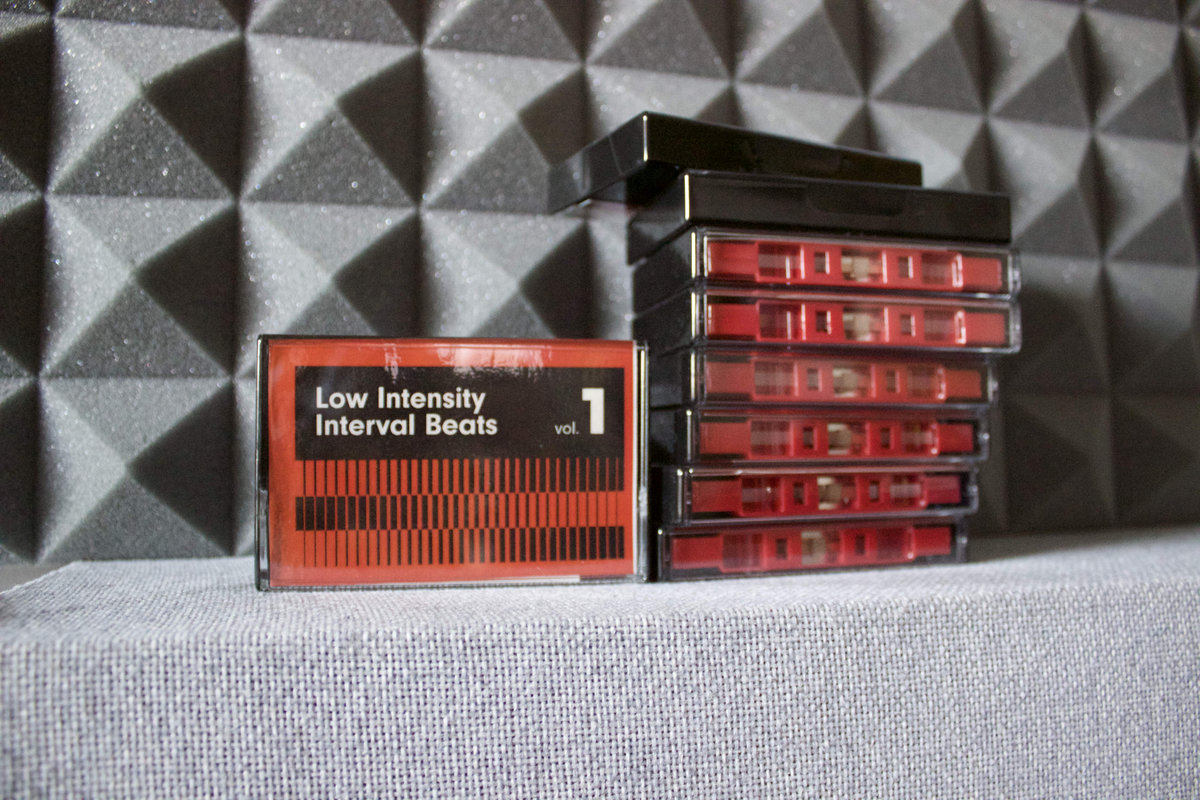 Low Intensity
Interval Beats
vol. 1